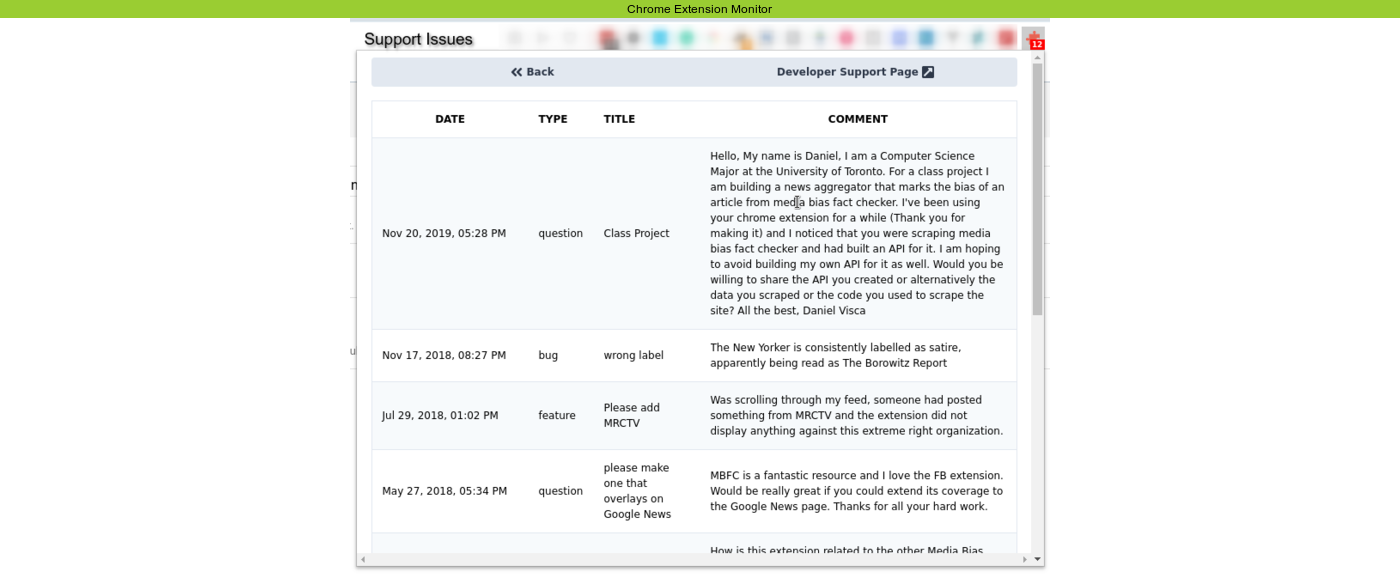 Chrome Extension Monitor
Support Issues
12
Back
Developer Support Page
DATE TYPE TITLE COMMENT
Nov 20, 2019, 05:28 PM question Class Project
Hello, My name is Daniel, I am a Computer Science
Major at the University of Toronto. For a class project I
am building a news aggregator that marks the bias of an
article from media bias fact checker. I've been using
your chrome extension for a while (Thank you for
making it) and I noticed that you were scraping media
bias fact checker and had built an API for it. I am hoping
to avoid building my own API for it as well. Would you be
willing to share the API you created or alternatively the
data you scraped or the code you used to scrape the
site? All the best, Daniel Visca
Nov 17, 2018, 08:27 PM bug wrong label
The New Yorker is consistently labelled as satire,
apparently being read as The Borowitz Report
Jul 29, 2018, 01:02 PM feature
Please add
MRCTV
Was scrolling through my feed, someone had posted
something from MRCTV and the extension did not
display anything against this extreme right organization.
May 27, 2018, 05:34 PM question
please make
one that
overlays on
Google News
MBFC is a fantastic resource and I love the FB extension.
Would be really great if you could extend its coverage to
the Google News page. Thanks for all your hard work.
How is this extension related to the other Media Bias